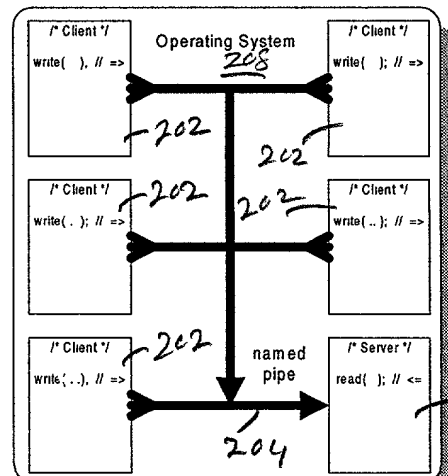 /* Client */
write( ), // =>
Operating System
208
/* Client */
write( ); // =>
202
202
/* Client */
write( . ); // =>
202
202
/* Client */
write( .. ); // =>
/* Client */
write( . .), // =>
202
named
pipe
204
/* Server */
read( ); // <=